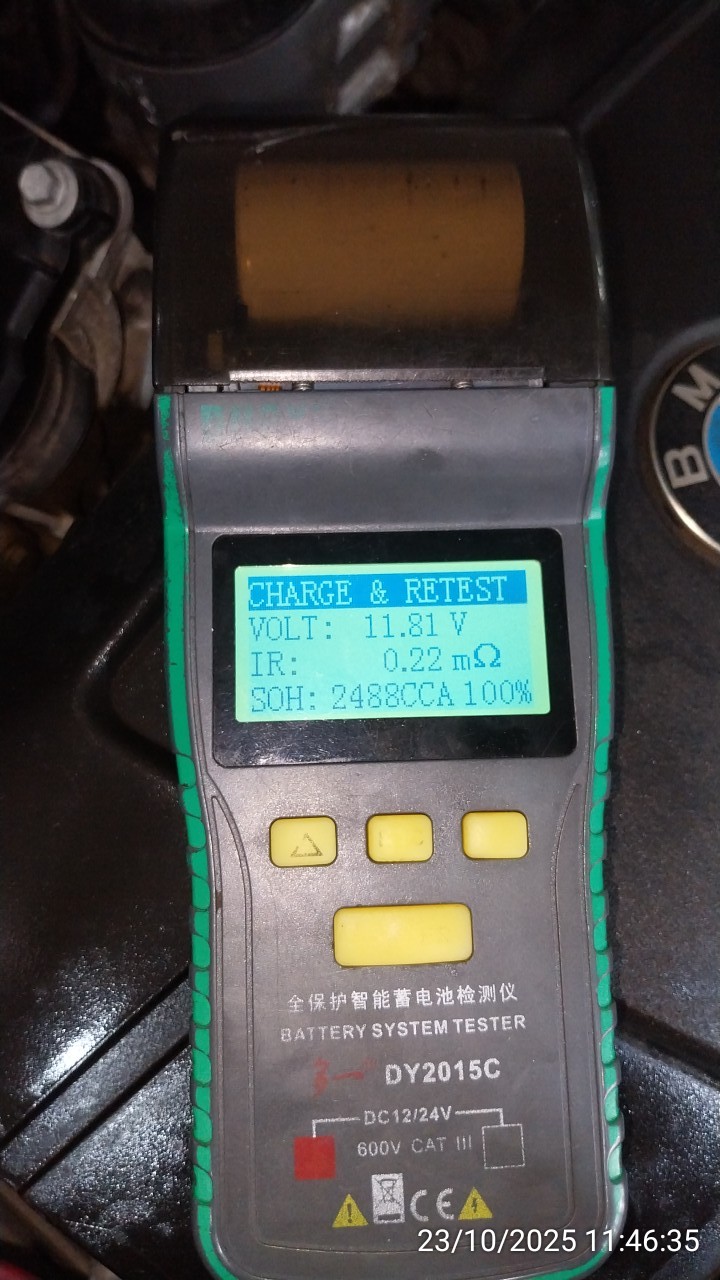 B M
CHARGE & RETEST
VOLT: 11.81 V
IR: 0.22 mΩ
SOH: 2488CCA 100%
全保护智能蓄电池检测仪
BATTERY SYSTEM TESTER
DY2015C
DC12/24V
600V CAT III
CE
23/10/2025 11:46:35